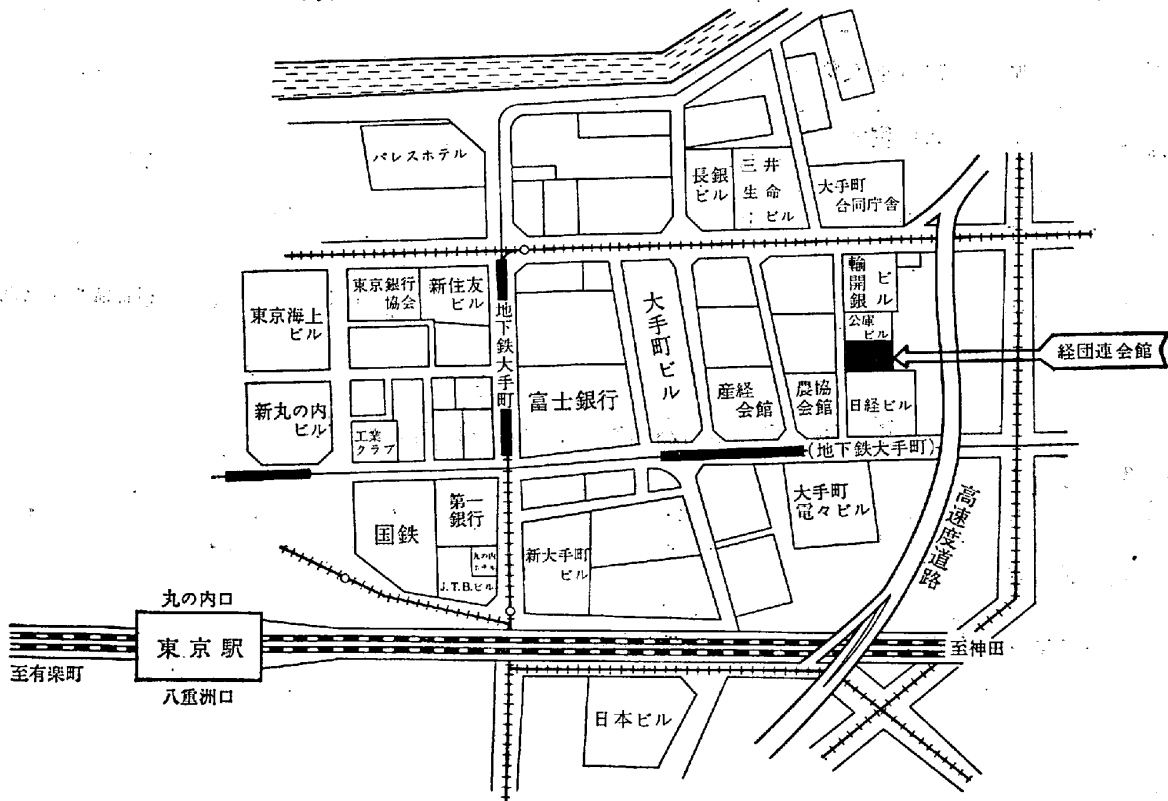 パレスホテル
長銀
ビル
三井
生命
ビル
大手町
合同庁舎
東京海上
ビル
東京銀行
協会
新住友
ビル
地下鉄大手町
大手町ビル
輸開銀
ビル
公庫
ビル
経団連会館
新丸の内
ビル
工業
クラブ
富士銀行
産経
会館
農協
会館
日経ビル
(地下鉄大手町)
国鉄
第一
銀行
丸の内
ホテル
J.T.B.ビル
新大手町
ビル
大手町
電々ビル
高速度道路
丸の内口
東京駅
八重洲口
至有楽町
至神田
日本ビル